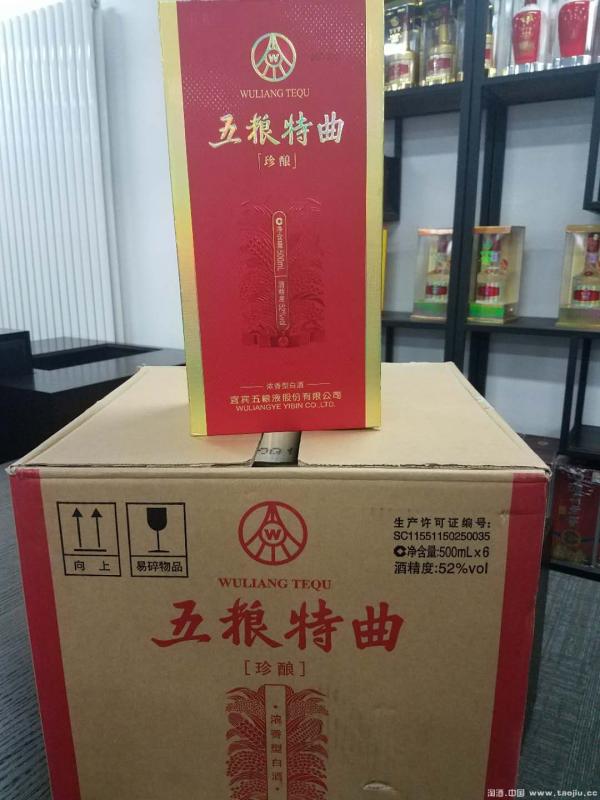 WULIANG TEQU
五粮特曲
「珍酿」
净含量:500mL
酒精度:52%vol
浓香型白酒
宜宾五粮液股份有限公司
WULIANGYE YIBIN CO.,LTD.
向上
易碎物品
生产许可证编号:
SC11551150250035
净含量:500mL×6
酒精度:52%vol
WULIANG TEQU
五粮特曲
[珍酿]
·浓香型白酒
淘酒.中国 www.taojiu.cc